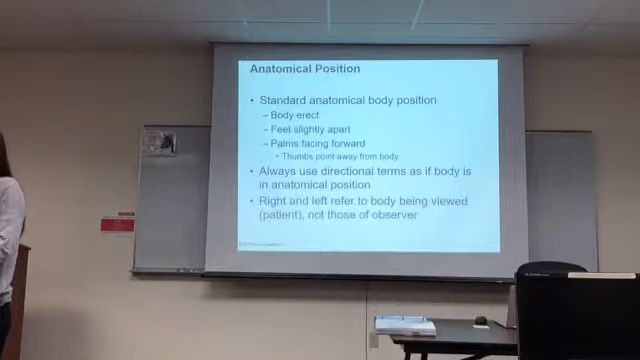 Anatomical Position
• Standard anatomical body position
– Body erect
– Feet slightly apart
– Palms facing forward
• Thumbs point away from body
• Always use directional terms as if body is
in anatomical position
• Right and left refer to body being viewed
(patient), not those of observer